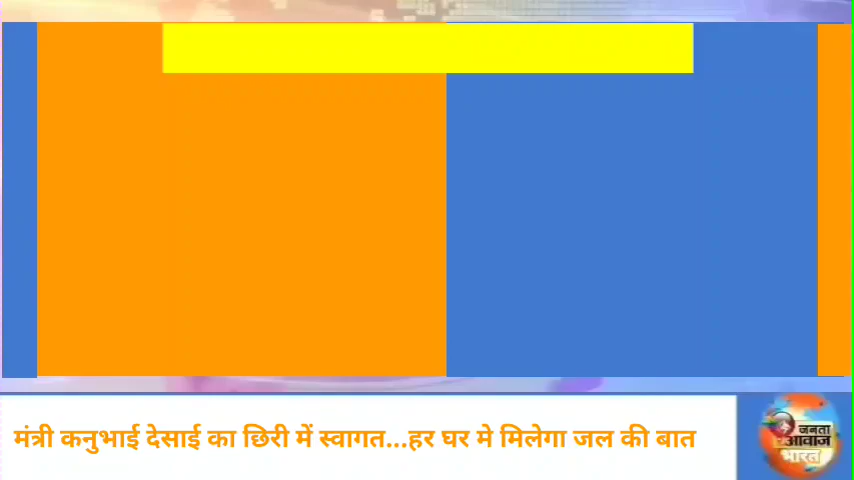 मंत्री कनुभाई देसाई का छिरी में स्वागत...हर घर मे मिलेगा जल की बात
जनता
आवाज
भारत